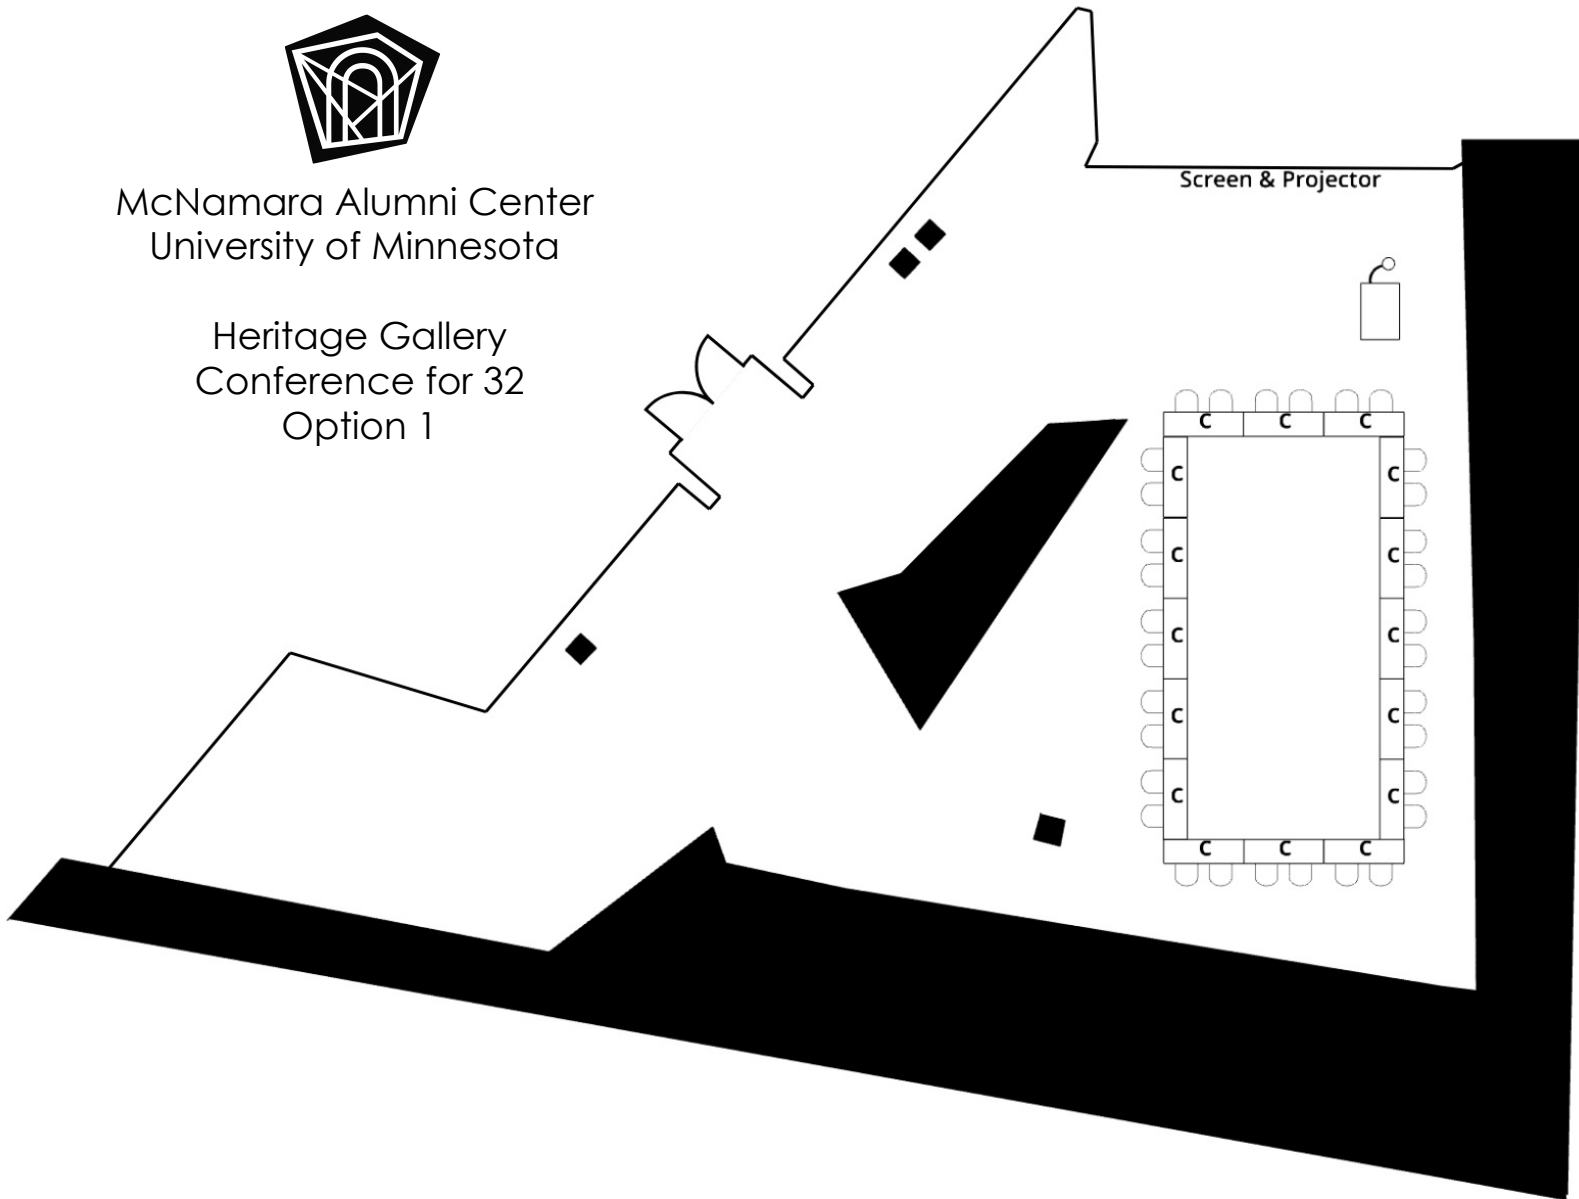 McNamara Alumni Center
University of Minnesota
Heritage Gallery
Conference for 32
Option 1
Screen & Projector
C C C
C C
C C
C C
C C
C C
C C C